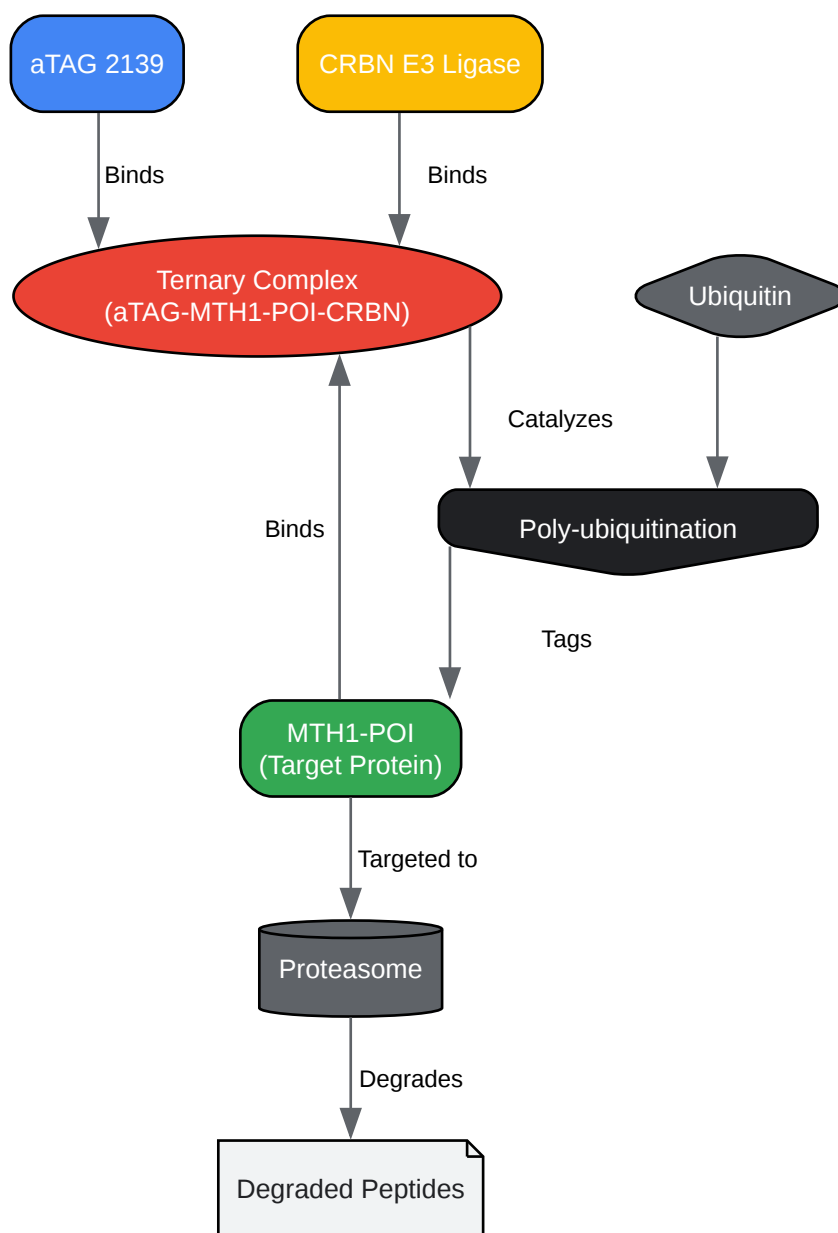 aTAG 2139
CRBN E3 Ligase
Binds
Binds
Ternary Complex
(aTAG-MTH1-POI-CRBN)
Ubiquitin
Catalyzes
Binds
Poly-ubiquitination
Tags
MTH1-POI
(Target Protein)
Targeted to
Proteasome
Degrades
Degraded Peptides